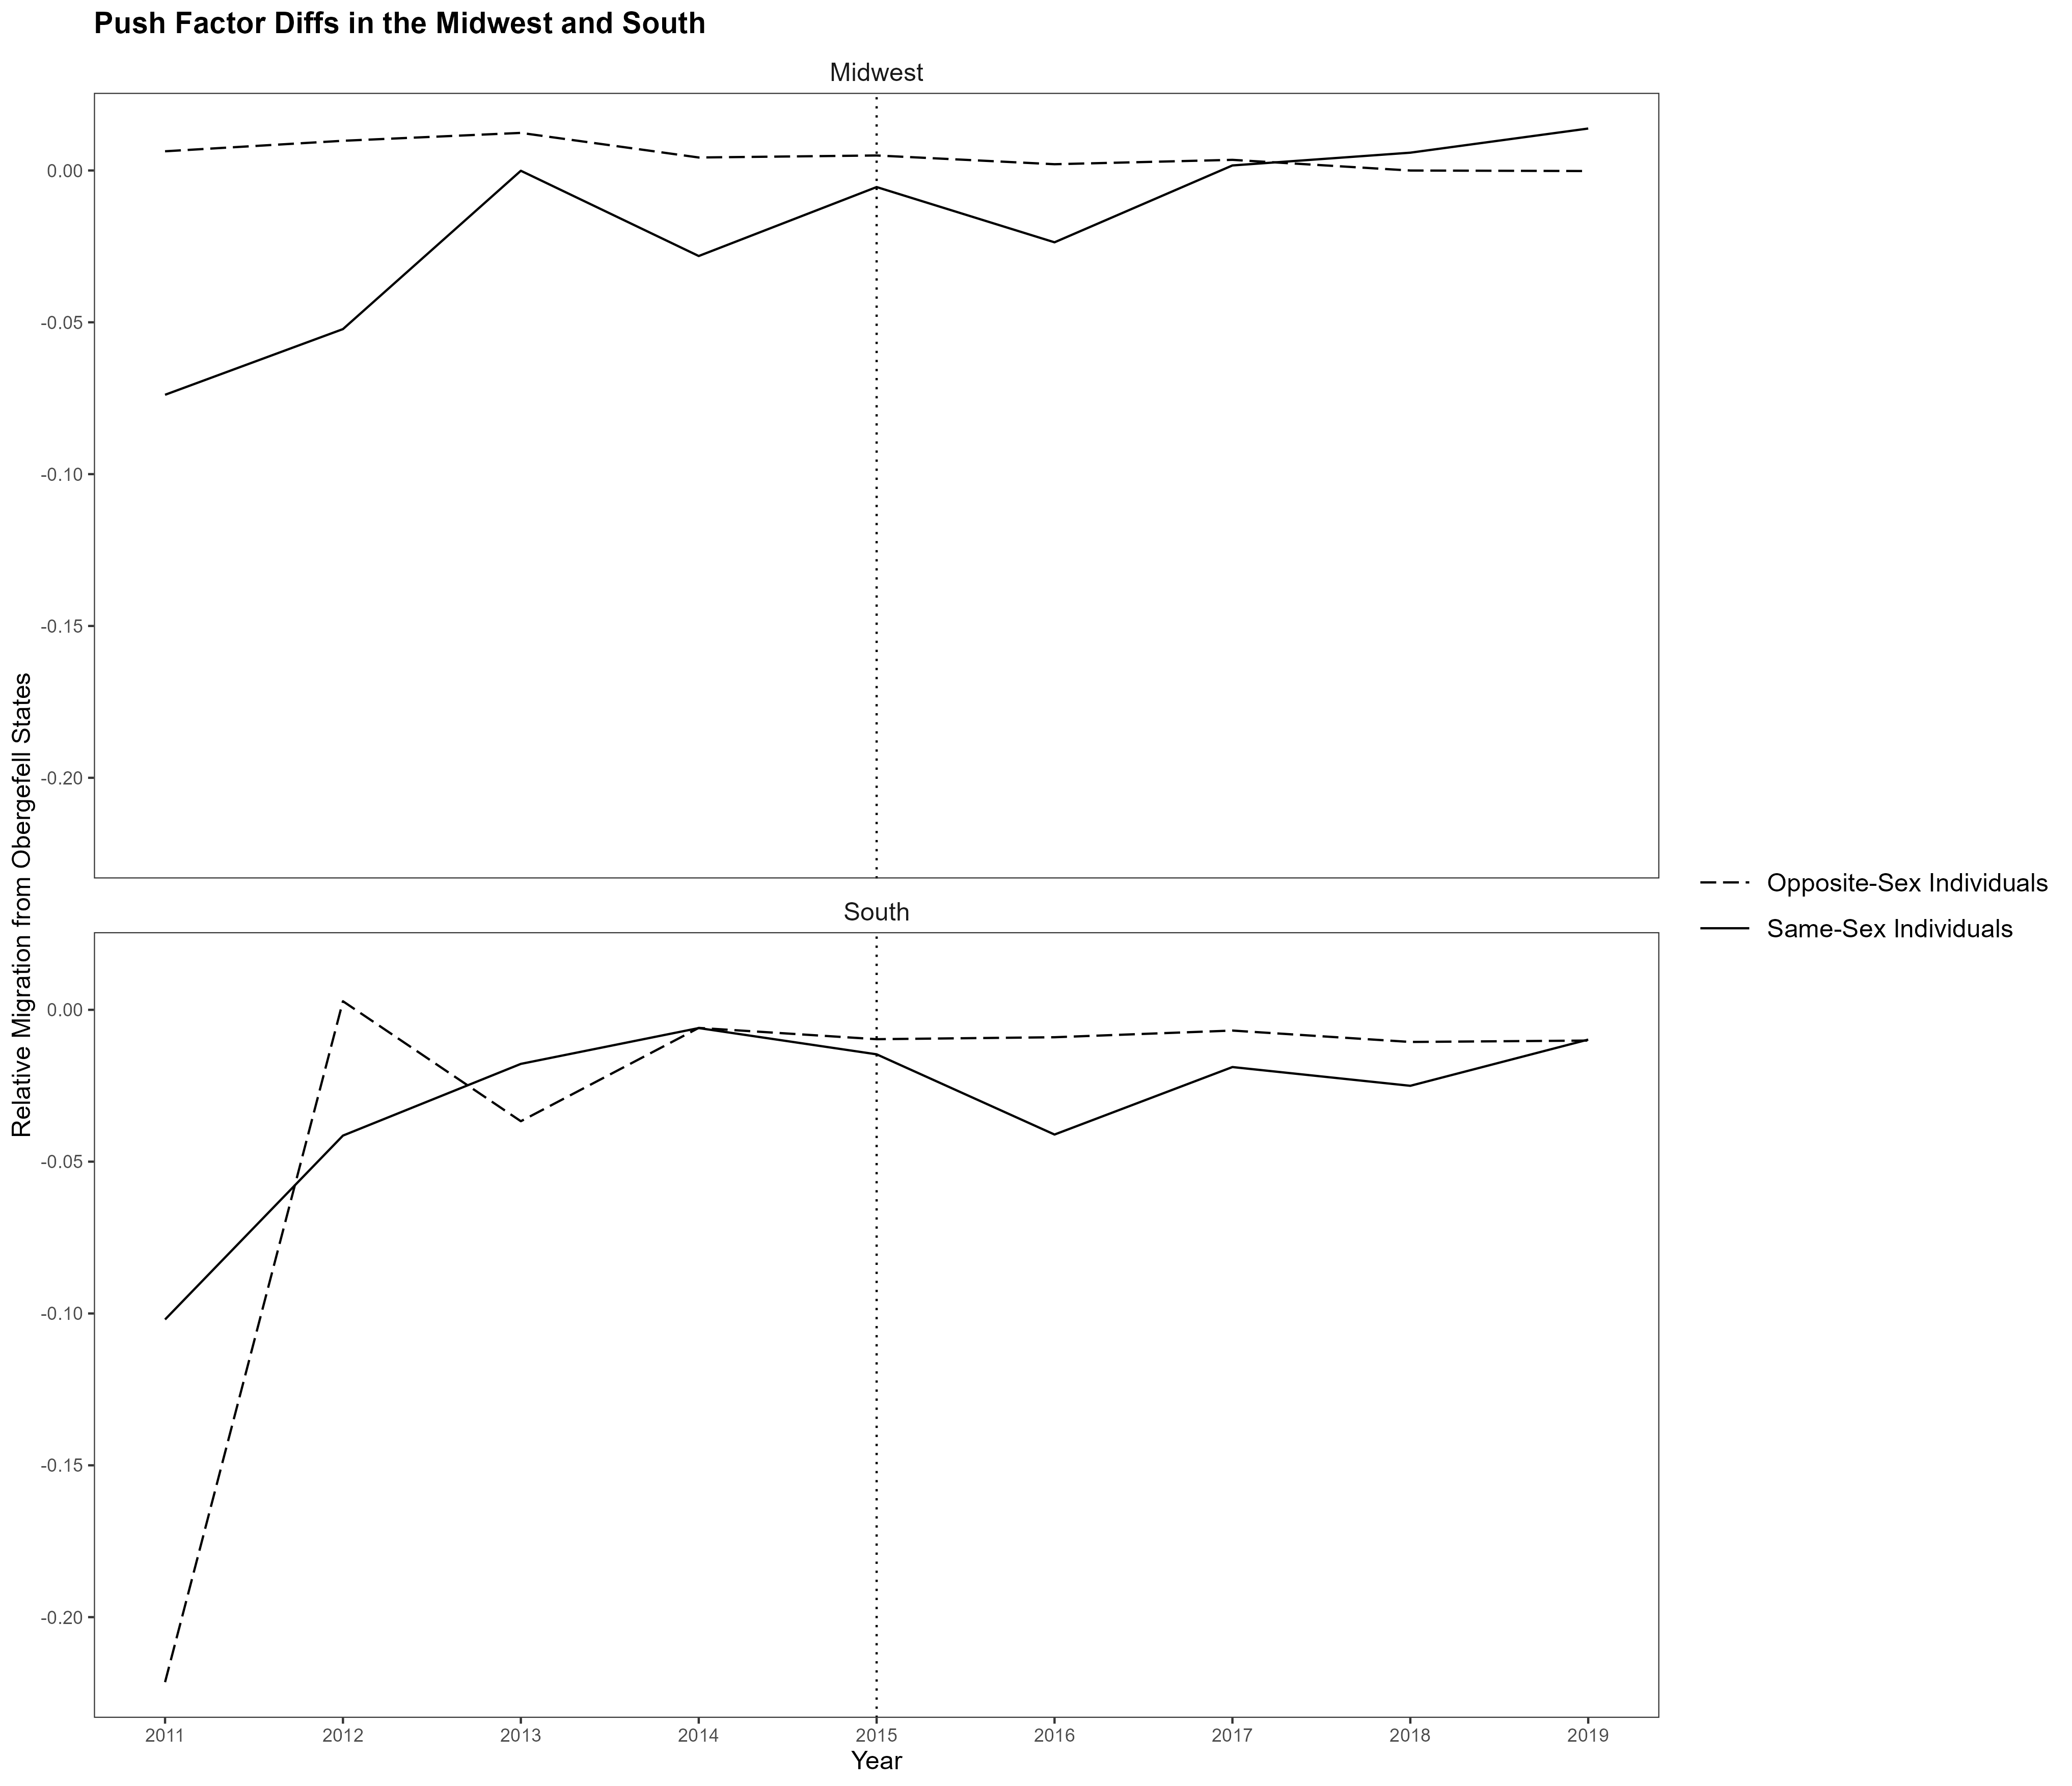 Push Factor Diffs in the Midwest and South
Midwest
0.00
-0.05
-0.10
-0.15
-0.20
Relative Migration from Obergefell States
Opposite-Sex Individuals
Same-Sex Individuals
South
0.00
-0.05
-0.10
-0.15
-0.20
2011 2012 2013 2014 2015 2016 2017 2018 2019
Year